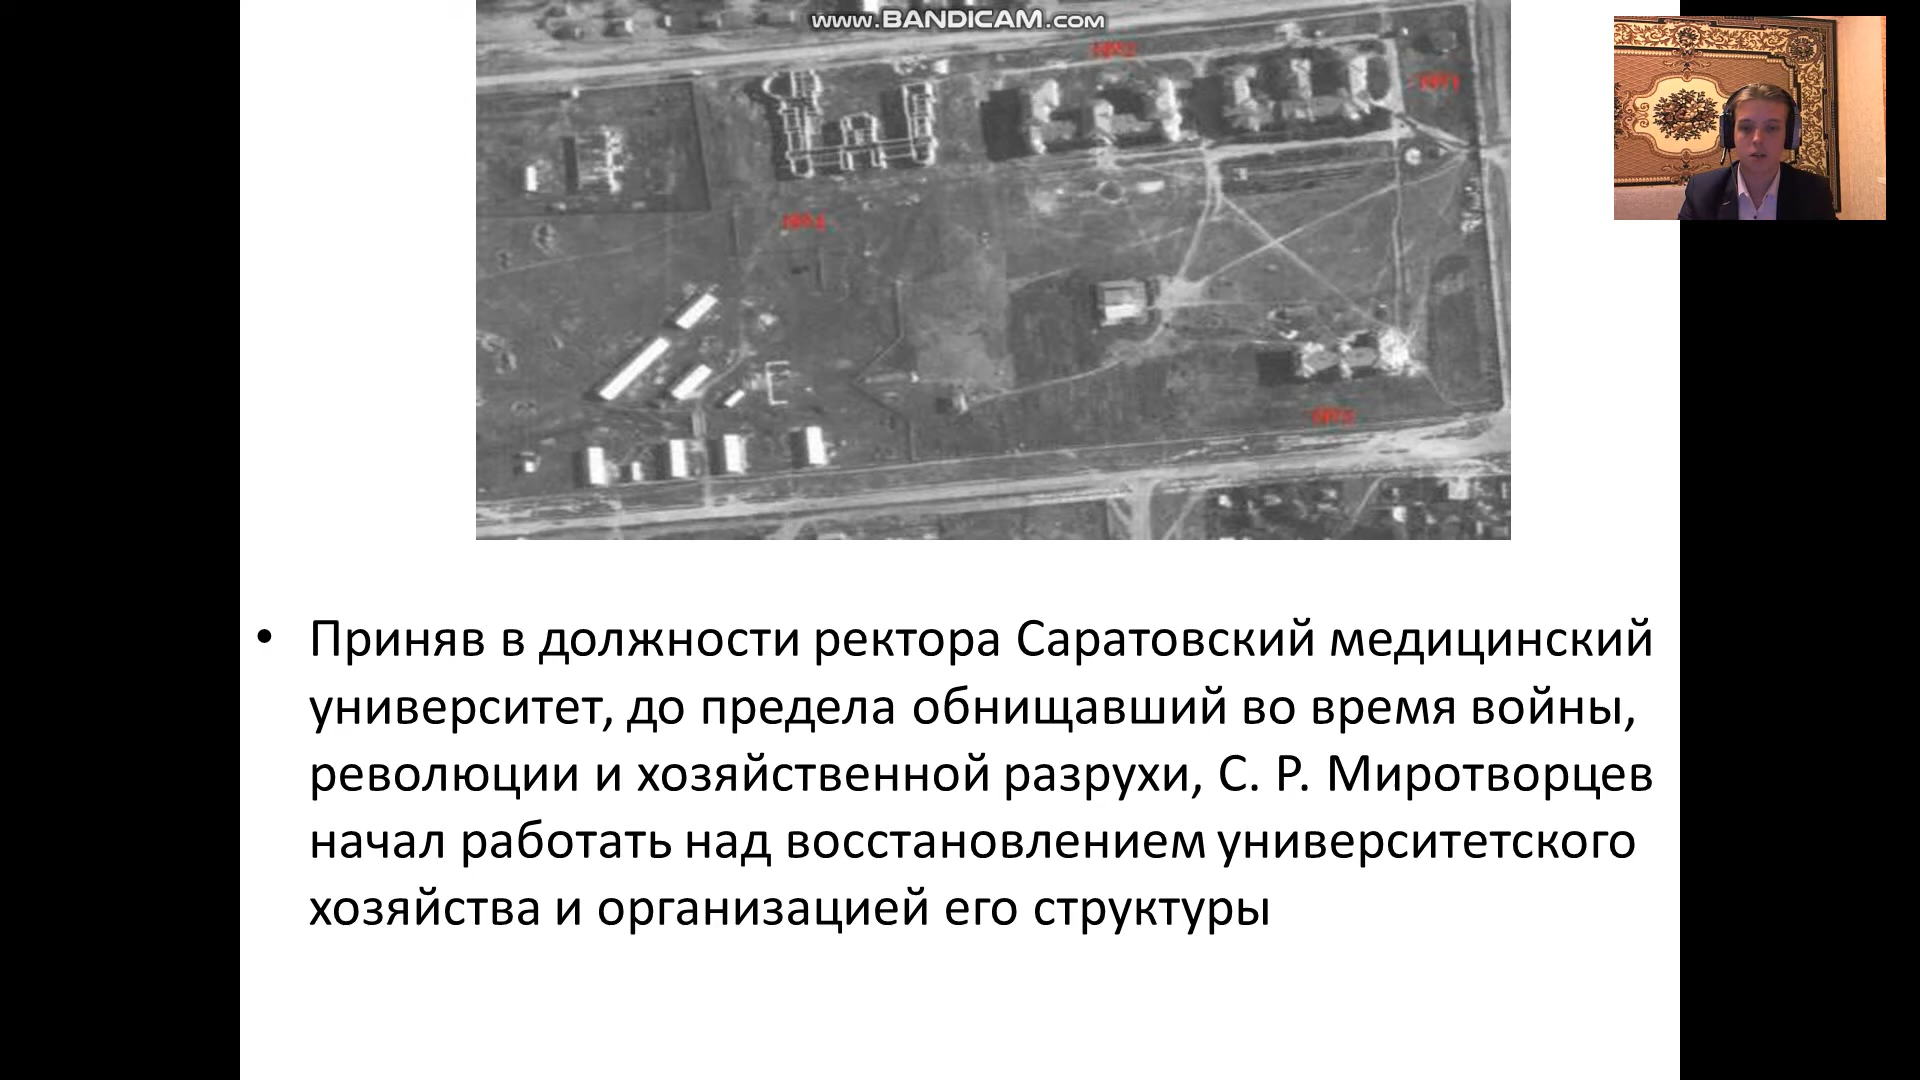 www.BANDICAM.com
• Приняв в должности ректора Саратовский медицинский
университет, до предела обнищавший во время войны,
революции и хозяйственной разрухи, С. Р. Миротворцев
начал работать над восстановлением университетского
хозяйства и организацией его структуры